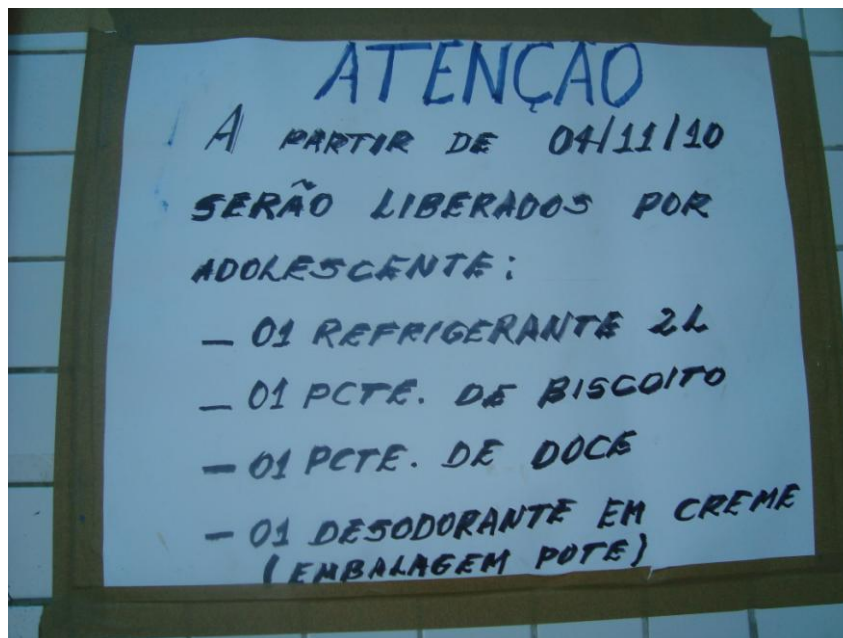 ATENÇAO
A PARTIR DE 04/11/10
SERÃO LIBERADOS POR
ADOLESCENTE:
- 01 REFRIGERANTE 2L
- 01 PCTE. DE BISCOITO
- 01 PCTE. DE DOCE
- 01 DESODORANTE EM CREME
(EMBALAGEM POTE)